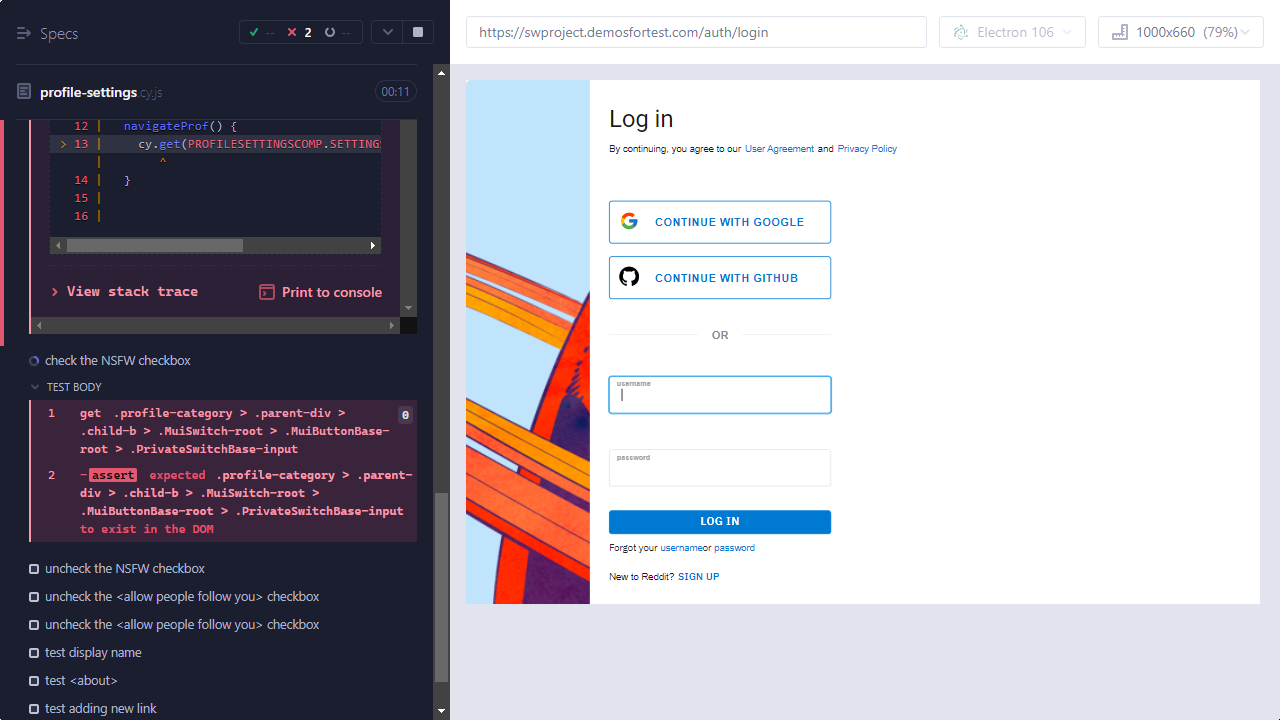 Specs
-- 2 --
https://swproject.demosfortest.com/auth/login
Electron 106
1000x660 (79%)
profile-settings.cy.js
00:11
12 | navigateProf() {
> 13 | cy.get(PROFILESETTINGSCOMP.SETTING
| ^
14 | }
15 |
16 |
View stack trace
Print to console
check the NSFW checkbox
TEST BODY
1 get .profile-category > .parent-div >
.child-b > .MuiSwitch-root > .MuiButtonBase-
root > .PrivateSwitchBase-input
0
2 -assert expected .profile-category > .parent-
div > .child-b > .MuiSwitch-root >
.MuiButtonBase-root > .PrivateSwitchBase-input
to exist in the DOM
uncheck the NSFW checkbox
uncheck the <allow people follow you> checkbox
uncheck the <allow people follow you> checkbox
test display name
test <about>
test adding new link
Log in
By continuing, you agree to our User Agreement and Privacy Policy
CONTINUE WITH GOOGLE
CONTINUE WITH GITHUB
OR
username
password
LOG IN
Forgot your usernameor password
New to Reddit? SIGN UP